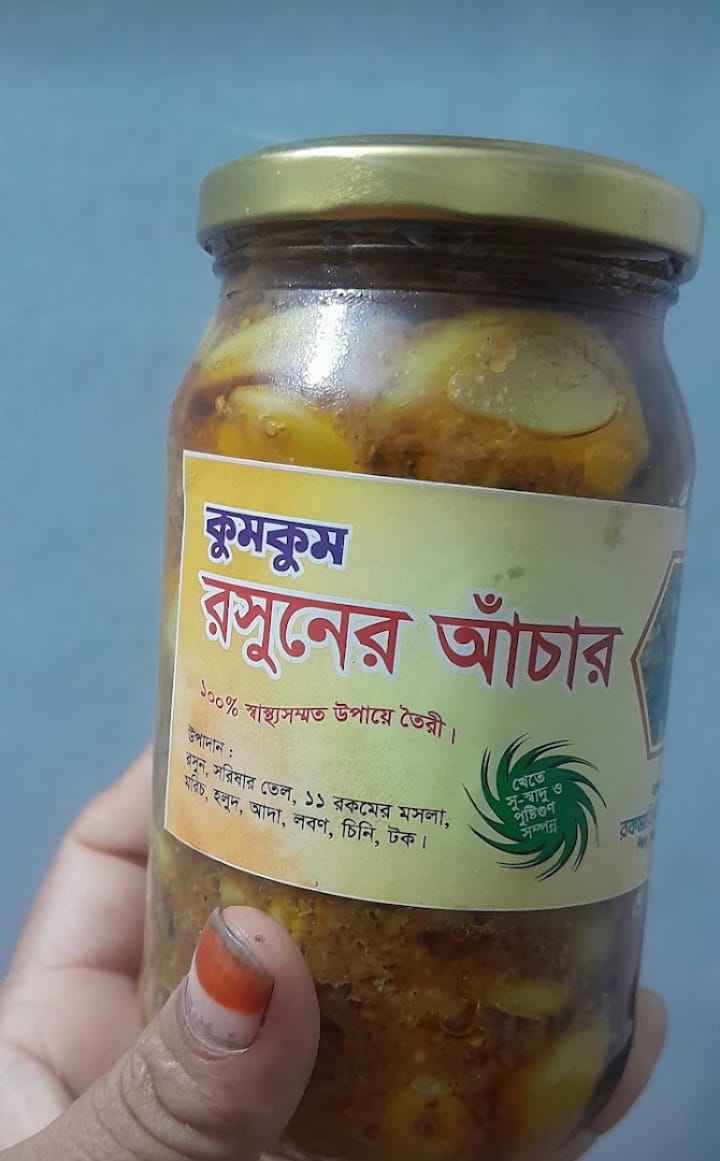 কুমকুম
রসুনের আঁচার
১০০% স্বাস্থ্যসম্মত উপায়ে তৈরী।
উপাদান :
রসুন, সরিষার তেল, ১১ রকমের মসলা,
মরিচ, হলুদ, আদা, লবণ, চিনি, টক।
খেতে
সু-স্বাদু ও
পুষ্টিগুণ
সম্পন্ন